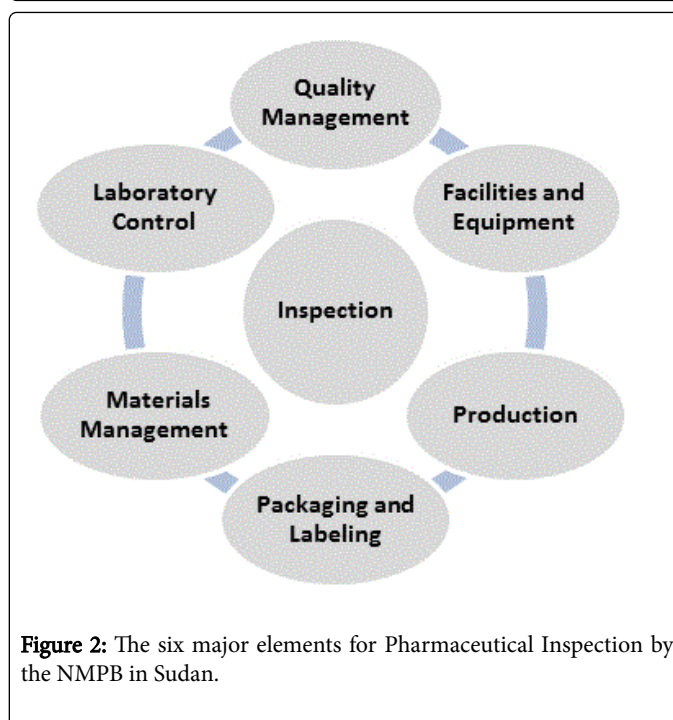 Quality
Management
Laboratory
Control
Facilities and
Equipment
Inspection
Materials
Management
Production
Packaging and
Labeling
Figure 2: The six major elements for Pharmaceutical Inspection by
the NMPB in Sudan.